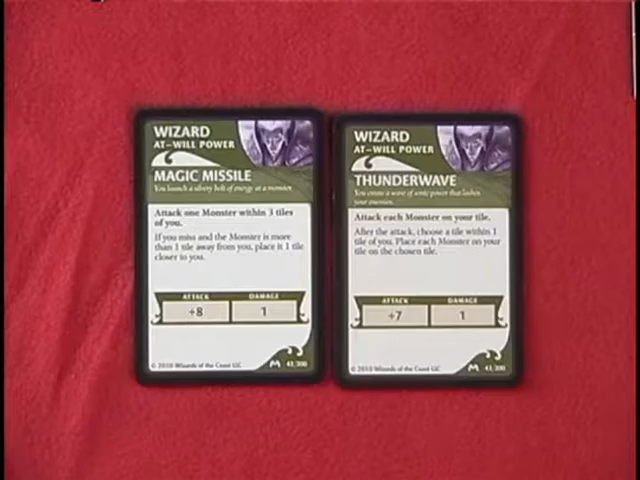 WIZARD
AT-WILL POWER
MAGIC MISSILE
You launch a silvery bolt of energy at a monster.
Attack one Monster within 3 tiles
of you.
If you miss and the Monster is more
than 1 tile away from you, place it 1 tile
closer to you.
ATTACK DAMAGE
+8 1
© 2010 Wizards of the Coast LLC
WIZARD
AT-WILL POWER
THUNDERWAVE
You create a wave of sonic power that lashes
your enemies.
Attack each Monster on your tile.
After the attack, choose a tile within 1
tile of you. Place each Monster on your
tile on the chosen tile.
ATTACK DAMAGE
+7 1
© 2010 Wizards of the Coast LLC